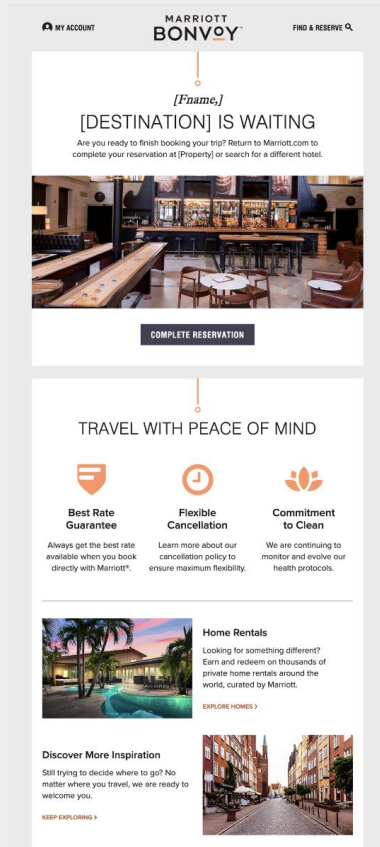 MY ACCOUNT
MARRIOTT
BONVOY™
FIND & RESERVE
[Fname,]
[DESTINATION] IS WAITING
Are you ready to finish booking your trip? Return to Marriott.com to
complete your reservation at [Property] or search for a different hotel.
COMPLETE RESERVATION
TRAVEL WITH PEACE OF MIND
Best Rate
Guarantee
Always get the best rate
available when you book
directly with Marriott®.
Flexible
Cancellation
Learn more about our
cancellation policy to
ensure maximum flexibility.
Commitment
to Clean
We are continuing to
monitor and evolve our
health protocols.
Home Rentals
Looking for something different?
Earn and redeem on thousands of
private home rentals around the
world, curated by Marriott.
EXPLORE HOMES >
Discover More Inspiration
Still trying to decide where to go? No
matter where you travel, we are ready to
welcome you.
KEEP EXPLORING >